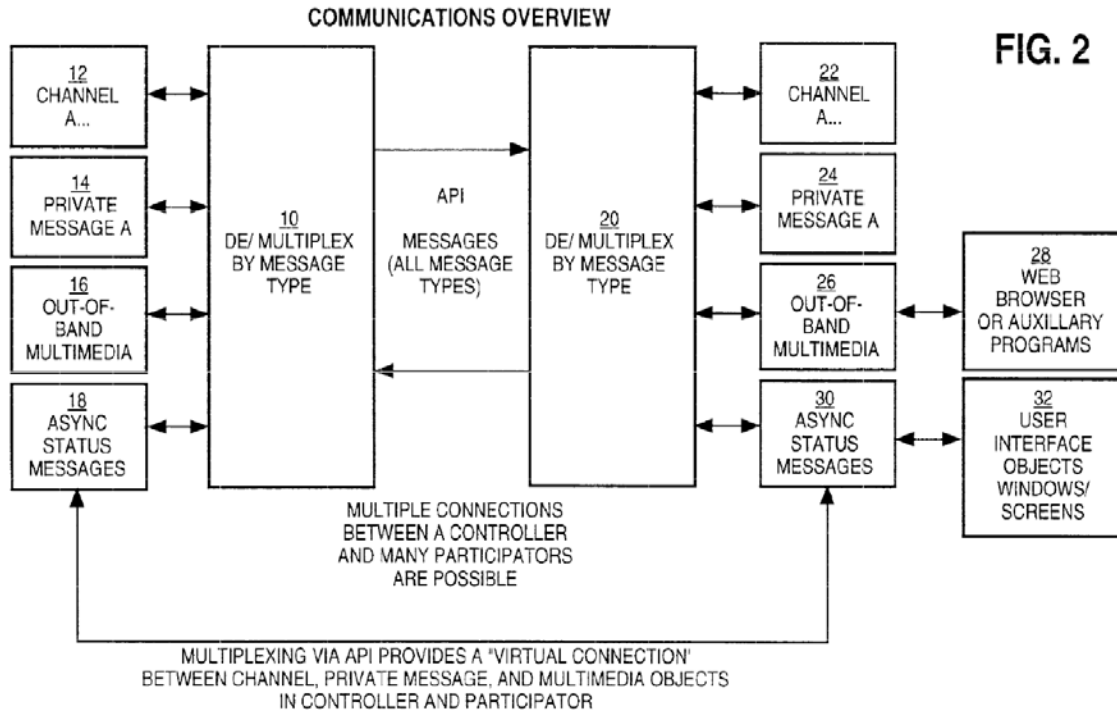 COMMUNICATIONS OVERVIEW
FIG. 2
12
CHANNEL
A...
14
PRIVATE
MESSAGE A
16
OUT-OF-
BAND
MULTIMEDIA
18
ASYNC
STATUS
MESSAGES
10
DE/ MULTIPLEX
BY MESSAGE
TYPE
API
MESSAGES
(ALL MESSAGE
TYPES)
20
DE/ MULTIPLEX
BY MESSAGE
TYPE
22
CHANNEL
A...
24
PRIVATE
MESSAGE A
26
OUT-OF-
BAND
MULTIMEDIA
30
ASYNC
STATUS
MESSAGES
28
WEB
BROWSER
OR AUXILLARY
PROGRAMS
32
USER
INTERFACE
OBJECTS
WINDOWS/
SCREENS
MULTIPLE CONNECTIONS
BETWEEN A CONTROLLER
AND MANY PARTICIPATORS
ARE POSSIBLE
MULTIPLEXING VIA API PROVIDES A "VIRTUAL CONNECTION'
BETWEEN CHANNEL, PRIVATE MESSAGE, AND MULTIMEDIA OBJECTS
IN CONTROLLER AND PARTICIPATOR